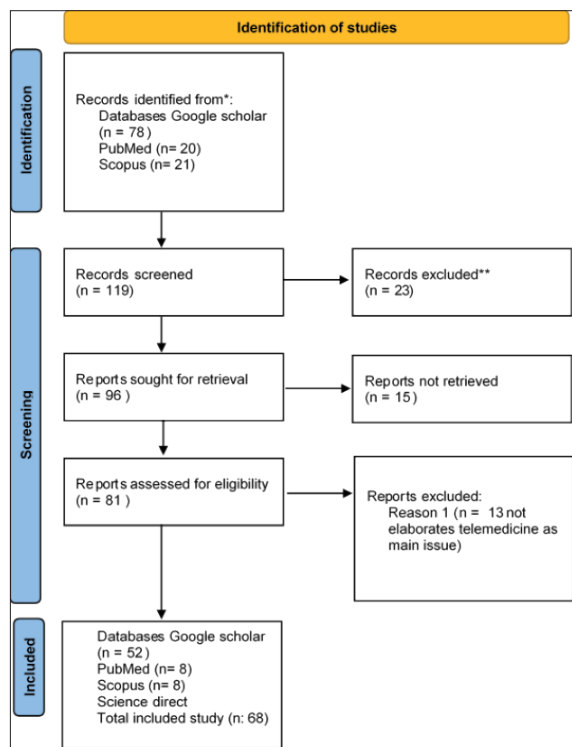 Identification of studies
Identification
Records identified from*:
Databases Google scholar
(n = 78)
PubMed (n= 20)
Scopus (n= 21)
Screening
Records screened
(n = 119)
Records excluded**
(n = 23)
Reports sought for retrieval
(n = 96 )
Reports not retrieved
(n = 15)
Reports assessed for eligibility
(n = 81 )
Reports excluded:
Reason 1 (n =  13 not
elaborates telemedicine as
main issue)
Included
Databases Google scholar
(n = 52 )
PubMed (n= 8)
Scopus (n= 8)
Science direct
Total included study (n: 68)